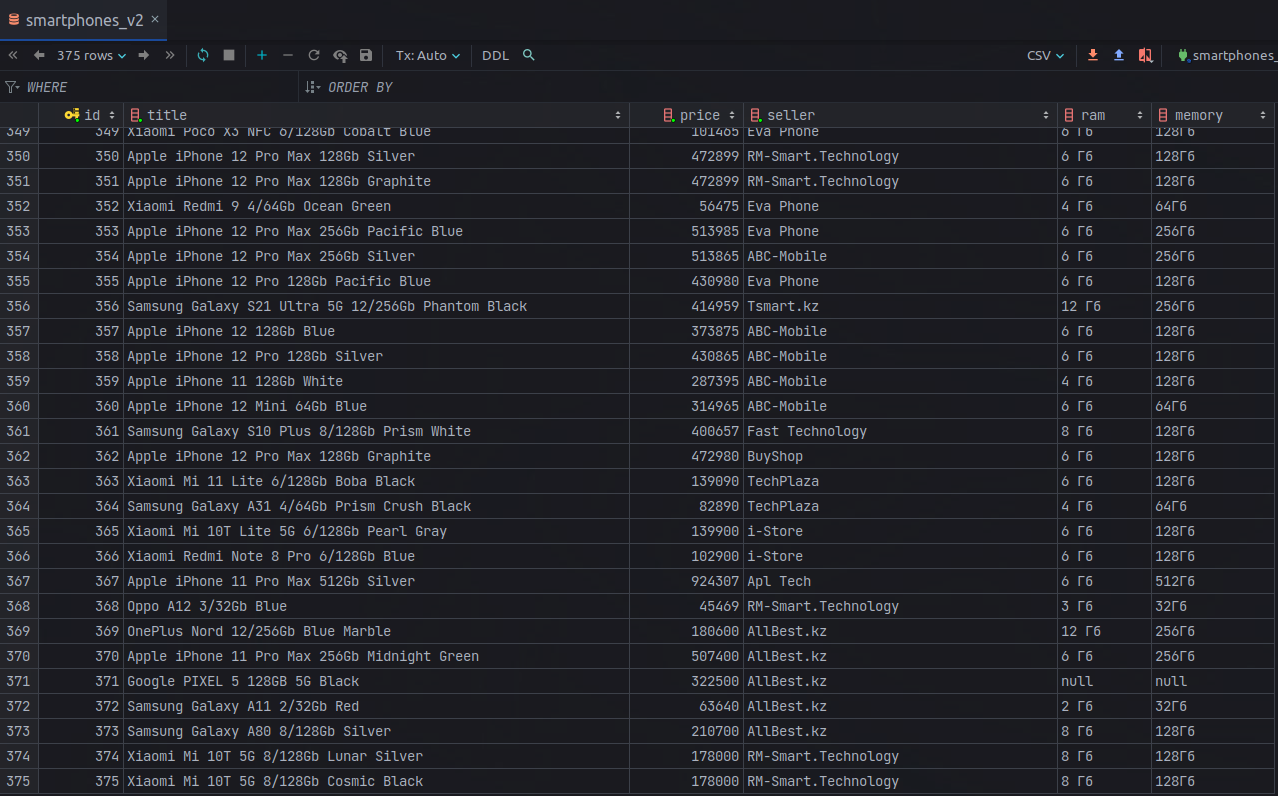 smartphones_v2 ×
375 rows Tx: Auto DDL CSV smartphones_
WHERE ORDER BY
id title price seller ram memory
349 349 Xiaomi Poco X3 NFC 6/128Gb Cobalt Blue 101465 Eva Phone 6 Гб 128Гб
350 350 Apple iPhone 12 Pro Max 128Gb Silver 472899 RM-Smart.Technology 6 Гб 128Гб
351 351 Apple iPhone 12 Pro Max 128Gb Graphite 472899 RM-Smart.Technology 6 Гб 128Гб
352 352 Xiaomi Redmi 9 4/64Gb Ocean Green 56475 Eva Phone 4 Гб 64Гб
353 353 Apple iPhone 12 Pro Max 256Gb Pacific Blue 513985 Eva Phone 6 Гб 256Гб
354 354 Apple iPhone 12 Pro Max 256Gb Silver 513865 ABC-Mobile 6 Гб 256Гб
355 355 Apple iPhone 12 Pro 128Gb Pacific Blue 430980 Eva Phone 6 Гб 128Гб
356 356 Samsung Galaxy S21 Ultra 5G 12/256Gb Phantom Black 414959 Tsmart.kz 12 Гб 256Гб
357 357 Apple iPhone 12 128Gb Blue 373875 ABC-Mobile 6 Гб 128Гб
358 358 Apple iPhone 12 Pro 128Gb Silver 430865 ABC-Mobile 6 Гб 128Гб
359 359 Apple iPhone 11 128Gb White 287395 ABC-Mobile 4 Гб 128Гб
360 360 Apple iPhone 12 Mini 64Gb Blue 314965 ABC-Mobile 6 Гб 64Гб
361 361 Samsung Galaxy S10 Plus 8/128Gb Prism White 400657 Fast Technology 8 Гб 128Гб
362 362 Apple iPhone 12 Pro Max 128Gb Graphite 472980 BuyShop 6 Гб 128Гб
363 363 Xiaomi Mi 11 Lite 6/128Gb Boba Black 139090 TechPlaza 6 Гб 128Гб
364 364 Samsung Galaxy A31 4/64Gb Prism Crush Black 82890 TechPlaza 4 Гб 64Гб
365 365 Xiaomi Mi 10T Lite 5G 6/128Gb Pearl Gray 139900 i-Store 6 Гб 128Гб
366 366 Xiaomi Redmi Note 8 Pro 6/128Gb Blue 102900 i-Store 6 Гб 128Гб
367 367 Apple iPhone 11 Pro Max 512Gb Silver 924307 Apl Tech 6 Гб 512Гб
368 368 Oppo A12 3/32Gb Blue 45469 RM-Smart.Technology 3 Гб 32Гб
369 369 OnePlus Nord 12/256Gb Blue Marble 180600 AllBest.kz 12 Гб 256Гб
370 370 Apple iPhone 11 Pro Max 256Gb Midnight Green 507400 AllBest.kz 6 Гб 256Гб
371 371 Google PIXEL 5 128GB 5G Black 322500 AllBest.kz null null
372 372 Samsung Galaxy A11 2/32Gb Red 63640 AllBest.kz 2 Гб 32Гб
373 373 Samsung Galaxy A80 8/128Gb Silver 210700 AllBest.kz 8 Гб 128Гб
374 374 Xiaomi Mi 10T 5G 8/128Gb Lunar Silver 178000 RM-Smart.Technology 8 Гб 128Гб
375 375 Xiaomi Mi 10T 5G 8/128Gb Cosmic Black 178000 RM-Smart.Technology 8 Гб 128Гб